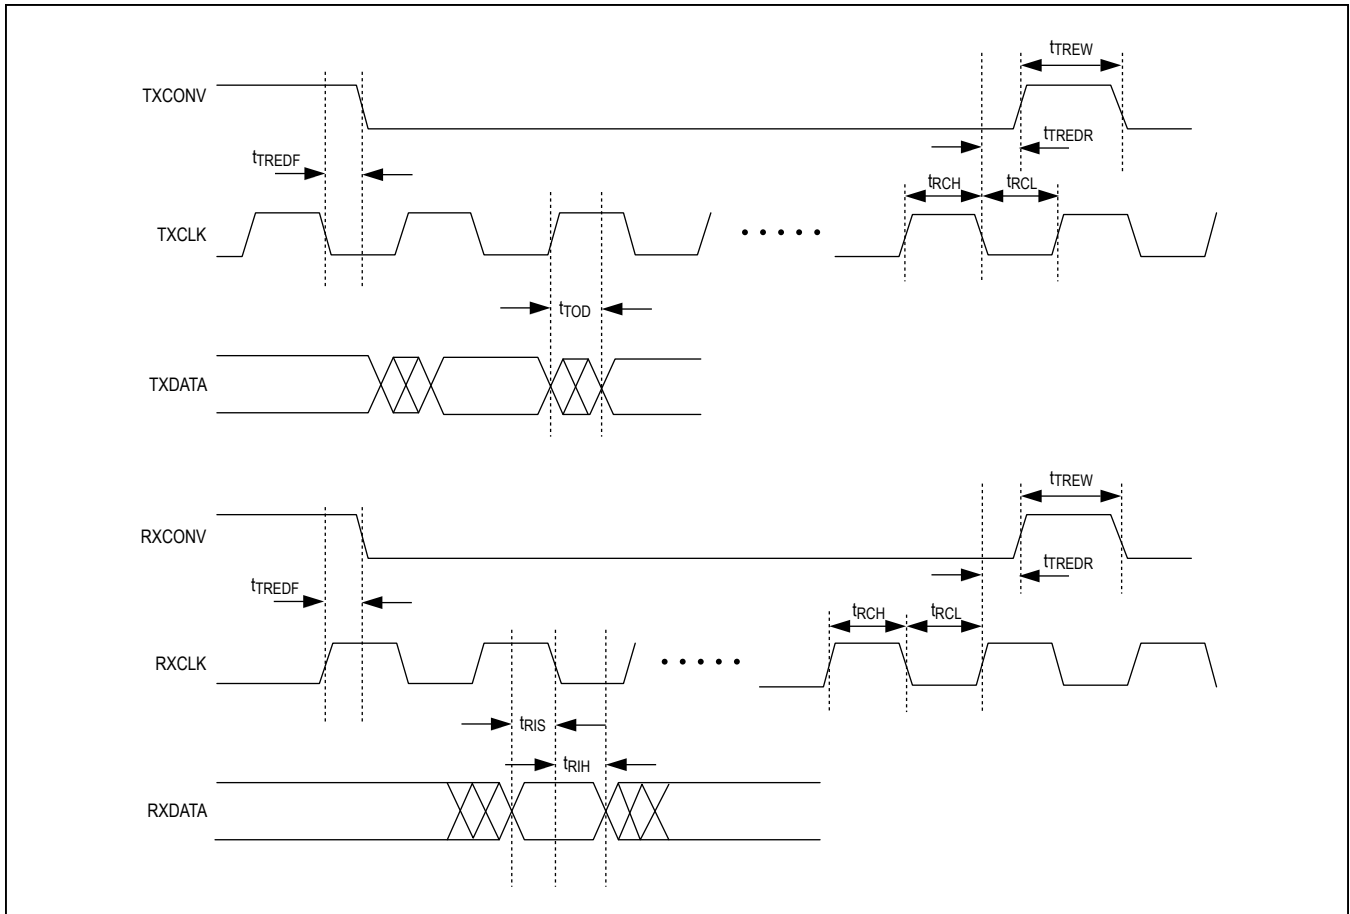 tTREW
TXCONV
tTREDR
tTREDF
tRCH
tRCL
TXCLK
tTOD
TXDATA
tTREW
RXCONV
tTREDR
tTREDF
tRCH
tRCL
RXCLK
tRIS
tRIH
RXDATA